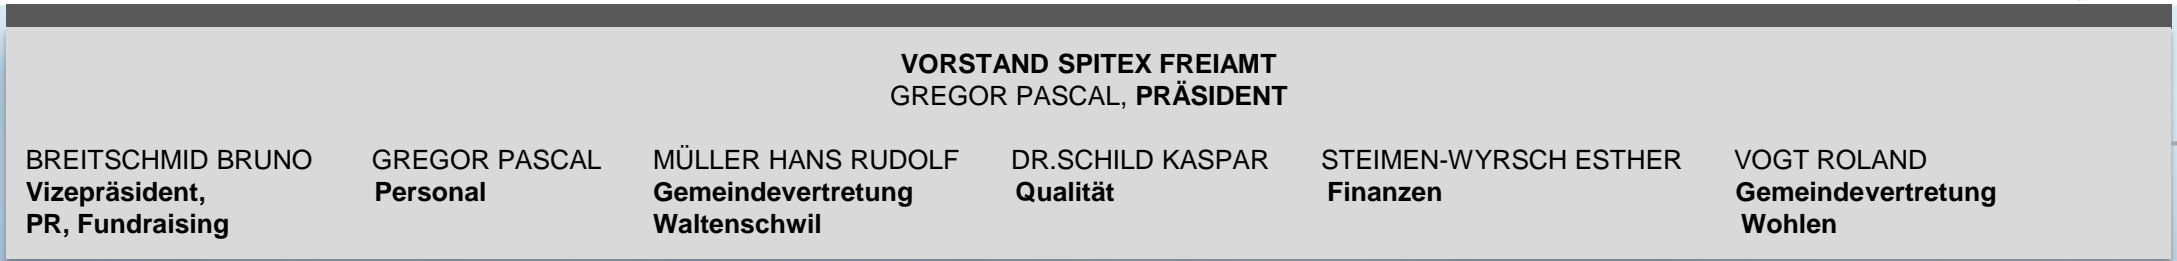 VORSTAND SPITEX FREIAMT
GREGOR PASCAL, PRÄSIDENT
BREITSCHMID BRUNO GREGOR PASCAL MÜLLER HANS RUDOLF DR.SCHILD KASPAR STEIMEN-WYRSCH ESTHER VOGT ROLAND
Vizepräsident, Personal Gemeindevertretung Qualität Finanzen Gemeindevertretung
PR, Fundraising Waltenschwil Wohlen